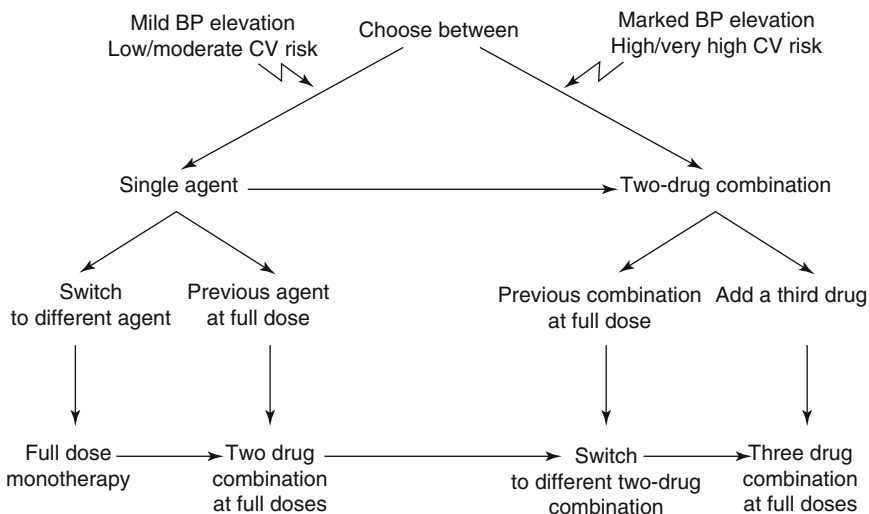 Mild BP elevation
Low/moderate CV risk
Choose between
Marked BP elevation
High/very high CV risk
Single agent
Two-drug combination
Switch
to different agent
Previous agent
at full dose
Previous combination
at full dose
Add a third drug
Full dose
monotherapy
Two drug
combination
at full doses
Switch
to different two-drug
combination
Three drug
combination
at full doses